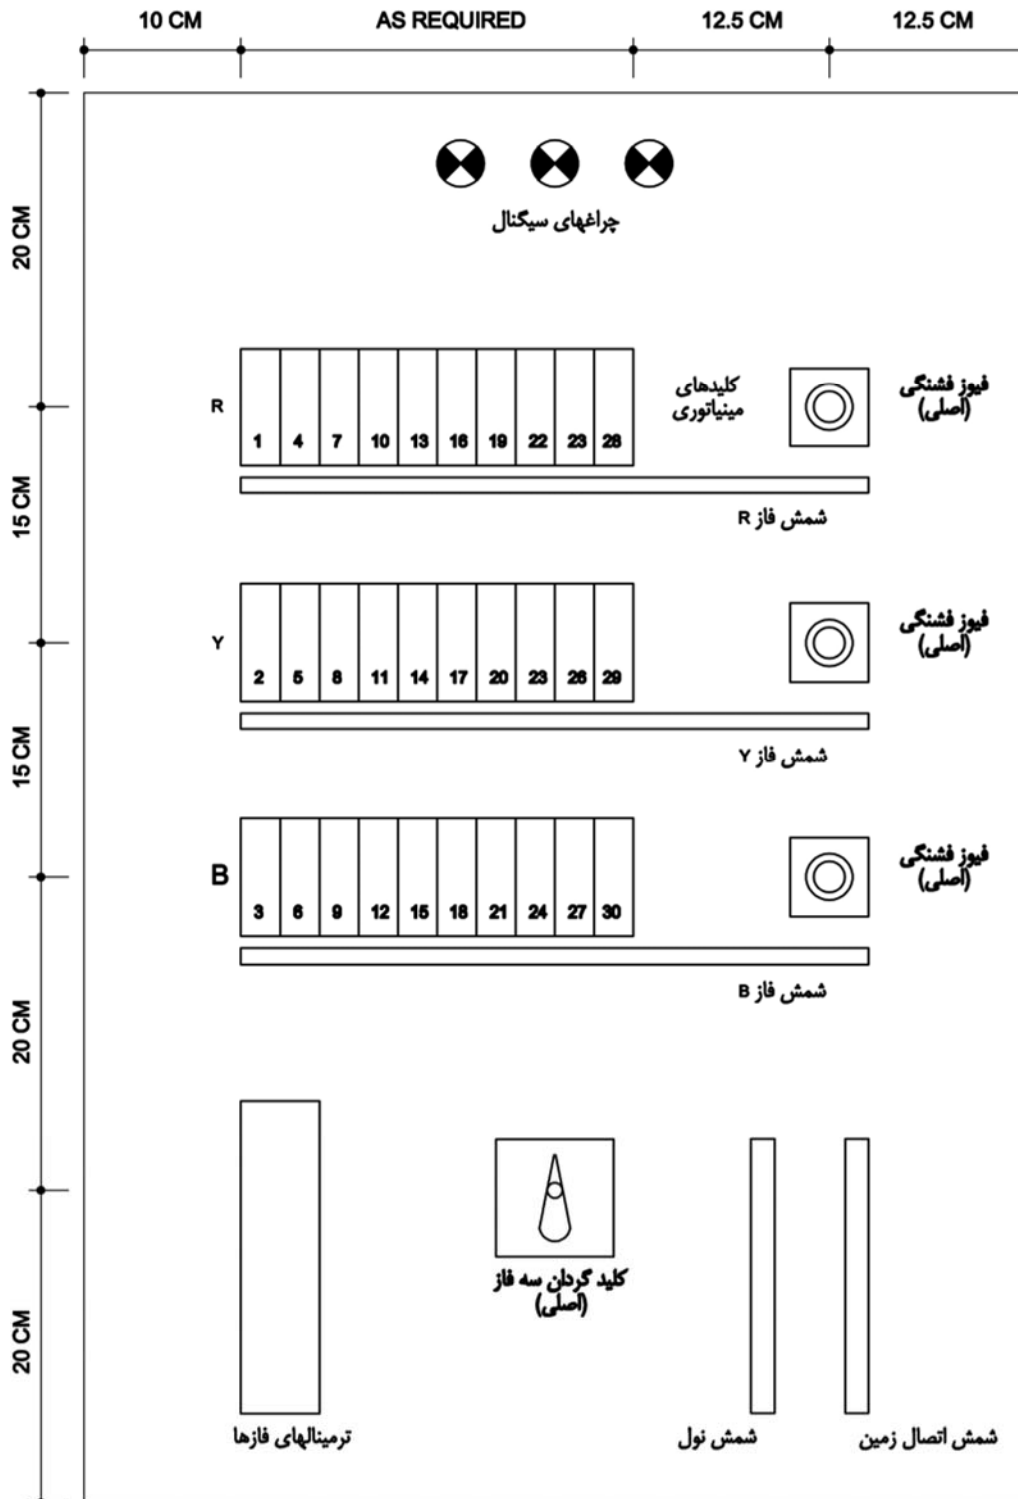 10 CM AS REQUIRED 12.5 CM 12.5 CM
20 CM
چراغهای سیگنال
R
1 4 7 10 13 16 19 22 23 28
کلیدهای
مینیاتوری
فیوز فشنگی
(اصلی)
شمش فاز R
15 CM
Y
2 5 8 11 14 17 20 23 26 29
فیوز فشنگی
(اصلی)
شمش فاز Y
15 CM
B
3 6 9 12 15 18 21 24 27 30
فیوز فشنگی
(اصلی)
شمش فاز B
20 CM
کلید گردان سه فاز
(اصلی)
20 CM
ترمینالهای فازها
شمش نول
شمش اتصال زمین